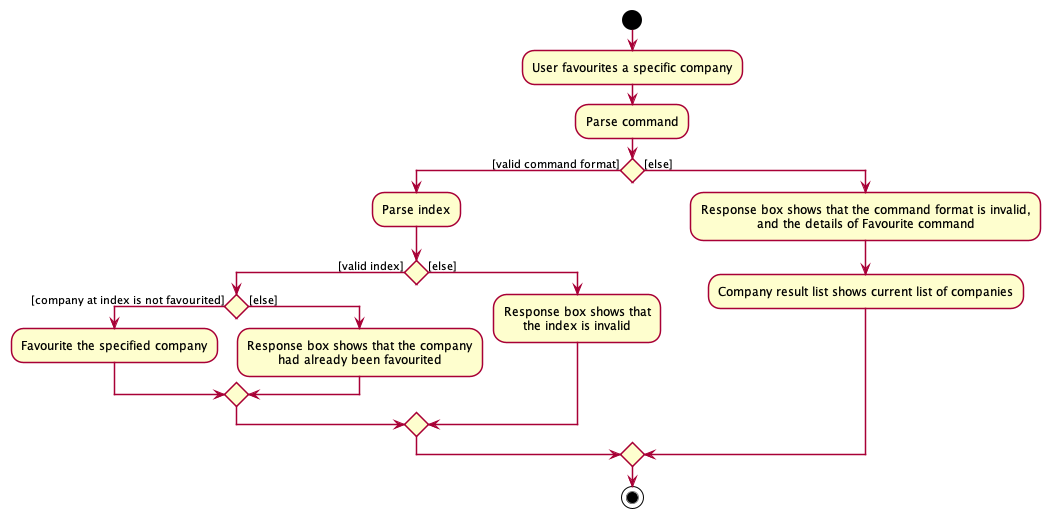 User favourites a specific company
Parse command
[valid command format]
[else]
Parse index
Response box shows that the command format is invalid,
and the details of Favourite command
[valid index]
[else]
Company result list shows current list of companies
[company at index is not favourited]
[else]
Response box shows that
the index is invalid
Favourite the specified company
Response box shows that the company
had already been favourited